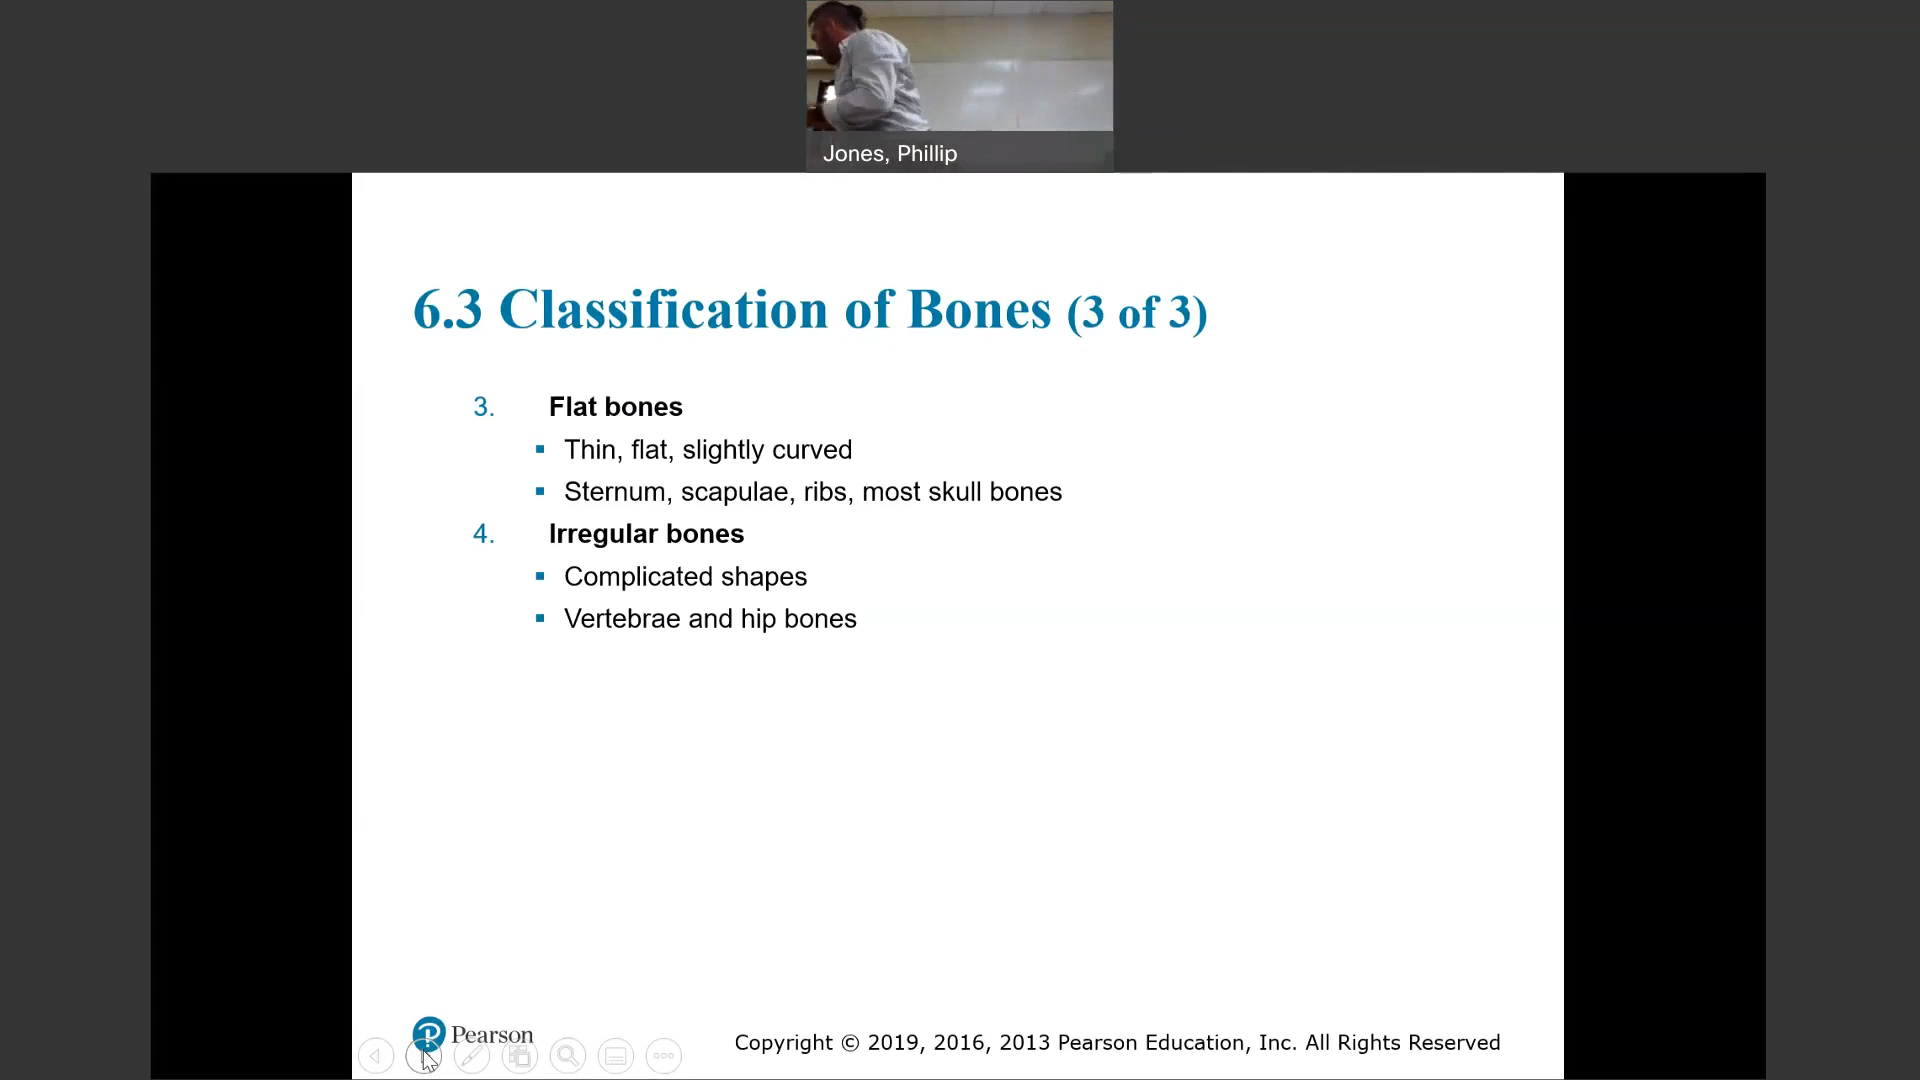 Jones, Phillip
6.3 Classification of Bones (3 of 3)
3. Flat bones
▪ Thin, flat, slightly curved
▪ Sternum, scapulae, ribs, most skull bones
4. Irregular bones
▪ Complicated shapes
▪ Vertebrae and hip bones
Pearson
Copyright © 2019, 2016, 2013 Pearson Education, Inc. All Rights Reserved